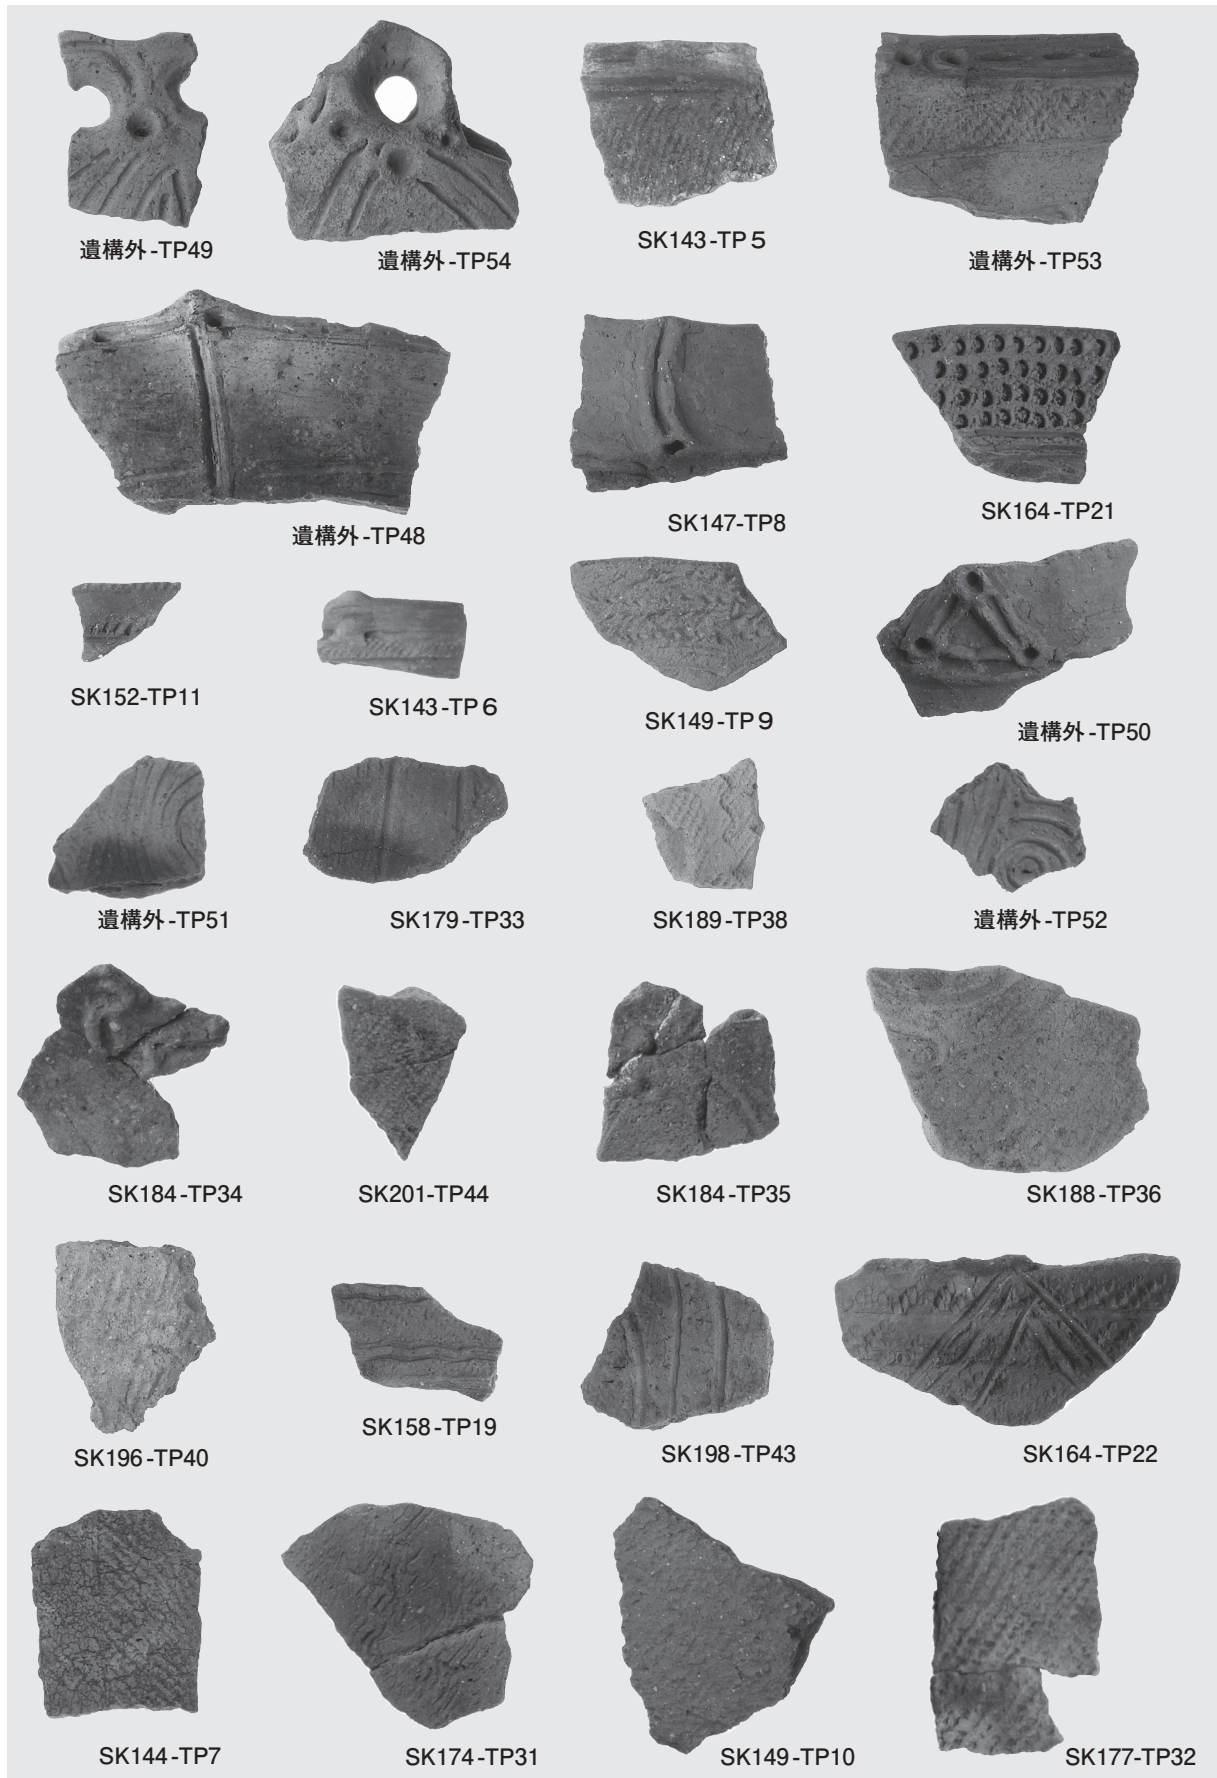 遺構外-TP49
遺構外-TP54
SK143-TP5
遺構外-TP53
遺構外-TP48
SK147-TP8
SK164-TP21
SK152-TP11
SK143-TP6
SK149-TP9
遺構外-TP50
遺構外-TP51
SK179-TP33
SK189-TP38
遺構外-TP52
SK184-TP34
SK201-TP44
SK184-TP35
SK188-TP36
SK196-TP40
SK158-TP19
SK198-TP43
SK164-TP22
SK144-TP7
SK174-TP31
SK149-TP10
SK177-TP32